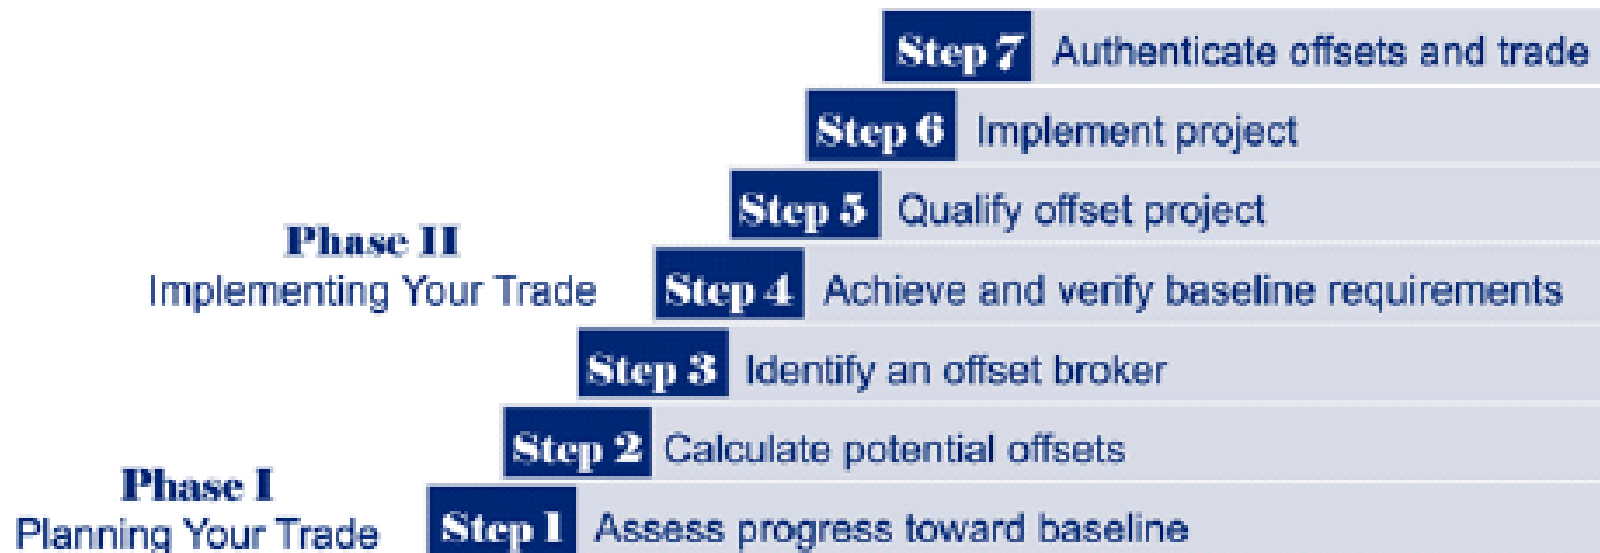 Step 7 Authenticate offsets and trade
Step 6 Implement project
Step 5 Qualify offset project
Phase II
Implementing Your Trade
Step 4 Achieve and verify baseline requirements
Step 3 Identify an offset broker
Step 2 Calculate potential offsets
Phase I
Planning Your Trade
Step 1 Assess progress toward baseline